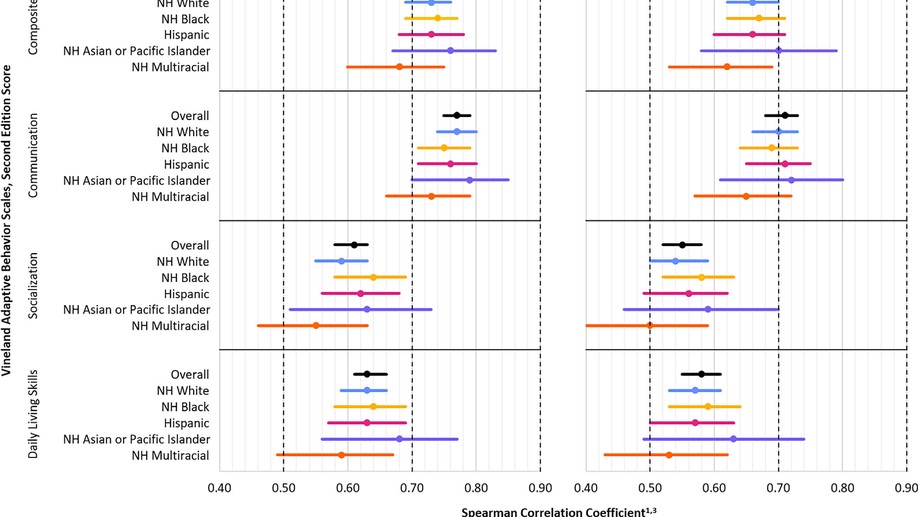 Vineland Adaptive Behavior Scales, Second Edition Score
Composite
NH White
NH Black
Hispanic
NH Asian or Pacific Islander
NH Multiracial
Communication
Overall
NH White
NH Black
Hispanic
NH Asian or Pacific Islander
NH Multiracial
Socialization
Overall
NH White
NH Black
Hispanic
NH Asian or Pacific Islander
NH Multiracial
Daily Living Skills
Overall
NH White
NH Black
Hispanic
NH Asian or Pacific Islander
NH Multiracial
0.40 0.50 0.60 0.70 0.80 0.90 0.40 0.50 0.60 0.70 0.80 0.90
Spearman Correlation Coefficient¹,³